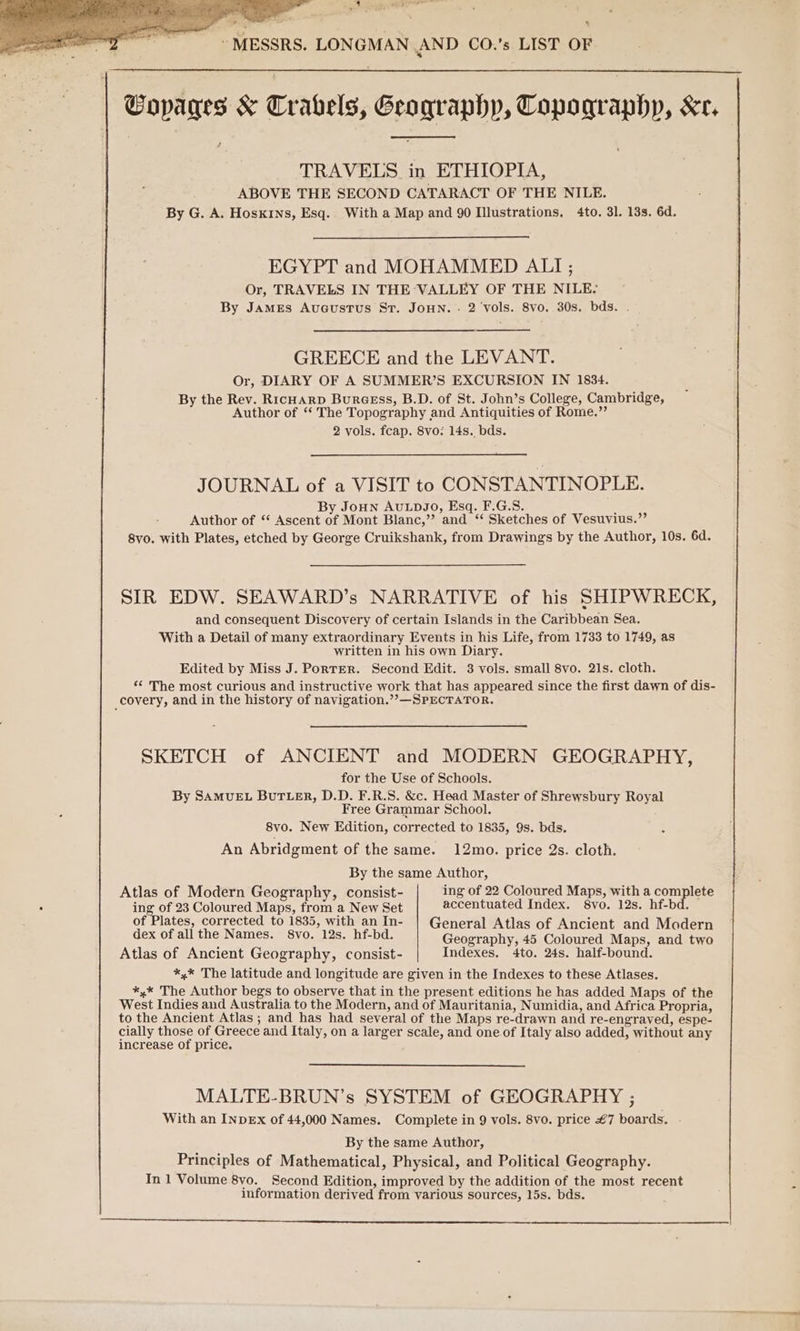 2
MESSRS. LONGMAN AND CO.'s LIST OF
Voyages & Travels, Geography, Topography, &c.
TRAVELS in ETHIOPIA,
ABOVE THE SECOND CATARACT OF THE NILE.
By G. A. HOSKINS, Esq. With a Map and 90 Illustrations. 4to. 3l. 13s. 6d.
EGYPT and MOHAMMED ALI;
Or, TRAVELS IN THE VALLEY OF THE NILE.
By JAMES AUGUSTUS ST. JOHN. 2 vols. 8vo. 30s. bds.
GREECE and the LEVANT.
Or, DIARY OF A SUMMER'S EXCURSION IN 1834.
By the Rev. RICHARD BURGESS, B.D. of St. John's College, Cambridge,
Author of “The Topography and Antiquities of Rome.”
2 vols. fcap. 8vo. 14s. bds.
JOURNAL of a VISIT to CONSTANTINOPLE.
By JOHN AULDJO, Esq. F.G.S.
Author of “Ascent of Mont Blanc,” and “Sketches of Vesuvius.”
8vo. with Plates, etched by George Cruikshank, from Drawings by the Author, 10s. 6d.
SIR EDW. SEAWARD's NARRATIVE of his SHIPWRECK,
and consequent Discovery of certain Islands in the Caribbean Sea.
With a Detail of many extraordinary Events in his Life, from 1733 to 1749, as
written in his own Diary.
Edited by Miss J. PORTER. Second Edit. 3 vols. small 8vo. 21s. cloth.
“The most curious and instructive work that has appeared since the first dawn of dis-
covery, and in the history of navigation.”—SPECTATOR.
SKETCH of ANCIENT and MODERN GEOGRAPHY,
for the Use of Schools.
By SAMUEL BUTLER, D.D. F.R.S. &c. Head Master of Shrewsbury Royal
Free Grammar School.
8vo. New Edition, corrected to 1835, 9s. bds.
An Abridgment of the same. 12mo. price 2s. cloth.
By the same Author,
Atlas of Modern Geography, consist-
ing of 23 Coloured Maps, from a New Set
of Plates, corrected to 1835, with an In-
dex of all the Names. 8vo. 12s. hf-bd.
Atlas of Ancient Geography, consist-
ing of 22 Coloured Maps, with a complete
accentuated Index. 8vo. 12s. hf-bd.
General Atlas of Ancient and Modern
Geography, 45 Coloured Maps, and two
Indexes. 4to. 24s. half-bound.
*** The latitude and longitude are given in the Indexes to these Atlases.
*** The Author begs to observe that in the present editions he has added Maps of the
West Indies and Australia to the Modern, and of Mauritania, Numidia, and Africa Propria,
to the Ancient Atlas; and has had several of the Maps re-drawn and re-engraved, espe-
cially those of Greece and Italy, on a larger scale, and one of Italy also added, without any
increase of price.
MALTE-BRUN's SYSTEM of GEOGRAPHY;
With an INDEX of 44,000 Names. Complete in 9 vols. 8vo. price £7 boards.
By the same Author,
Principles of Mathematical, Physical, and Political Geography.
In 1 Volume 8vo. Second Edition, improved by the addition of the most recent
information derived from various sources, 15s. bds.